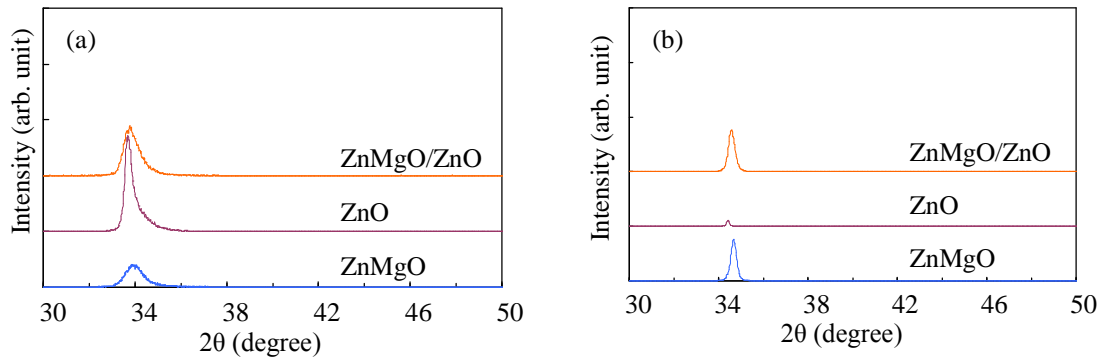 (a)
Intensity (arb. unit)
ZnMgO/ZnO
ZnO
ZnMgO
30 34 38 42 46 50
2θ (degree)
(b)
Intensity (arb. unit)
ZnMgO/ZnO
ZnO
ZnMgO
30 34 38 42 46 50
2θ (degree)